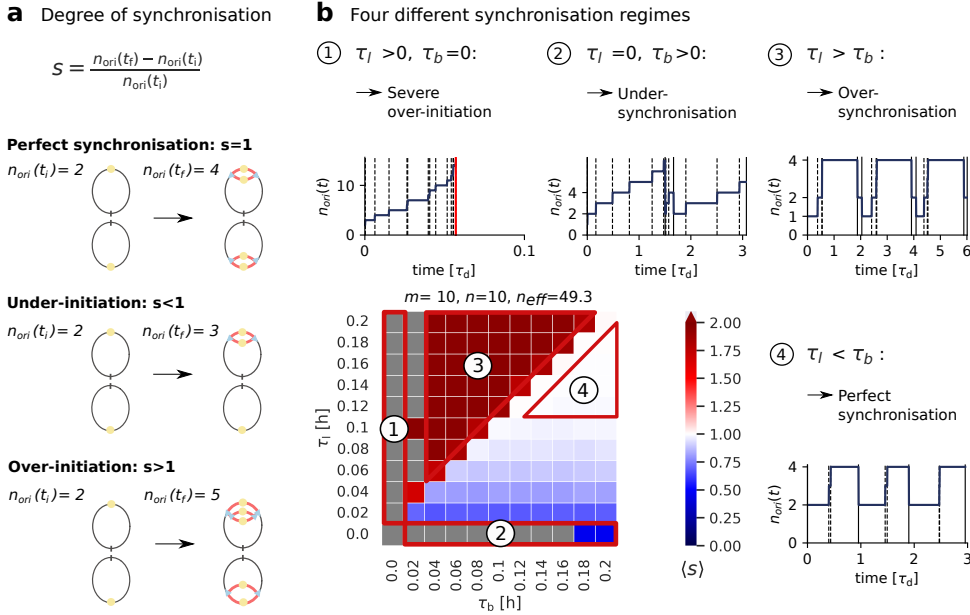 a Degree of synchronisation
s = (n_ori(t_f) − n_ori(t_i)) / n_ori(t_i)
Perfect synchronisation: s=1
n_ori(t_i) = 2
n_ori(t_f) = 4
Under-initiation: s<1
n_ori(t_i) = 2
n_ori(t_f) = 3
Over-initiation: s>1
n_ori(t_i) = 2
n_ori(t_f) = 5
b Four different synchronisation regimes
1 τ_l >0, τ_b=0:
Severe
over-initiation
n_ori(t)
10
0
0
0.1
time [τ_d]
2 τ_l =0, τ_b>0:
Under-
synchronisation
n_ori(t)
4
2
0
0
1
2
3
time [τ_d]
3 τ_l > τ_b :
Over-
synchronisation
n_ori(t)
4
2
1
0
0 1 2 3 4 5 6
time [τ_d]
m= 10, n=10, n_eff=49.3
τ_l [h]
0.2
0.18
0.16
0.14
0.12
0.1
0.08
0.06
0.04
0.02
0.0
1
2
3
4
0.0 0.02 0.04 0.06 0.08 0.1 0.12 0.14 0.16 0.18 0.2
τ_b [h]
2.00
1.75
1.50
1.25
1.00
0.75
0.50
0.25
0.00
⟨s⟩
4 τ_l < τ_b :
Perfect
synchronisation
n_ori(t)
4
2
0
0
1
2
3
time [τ_d]